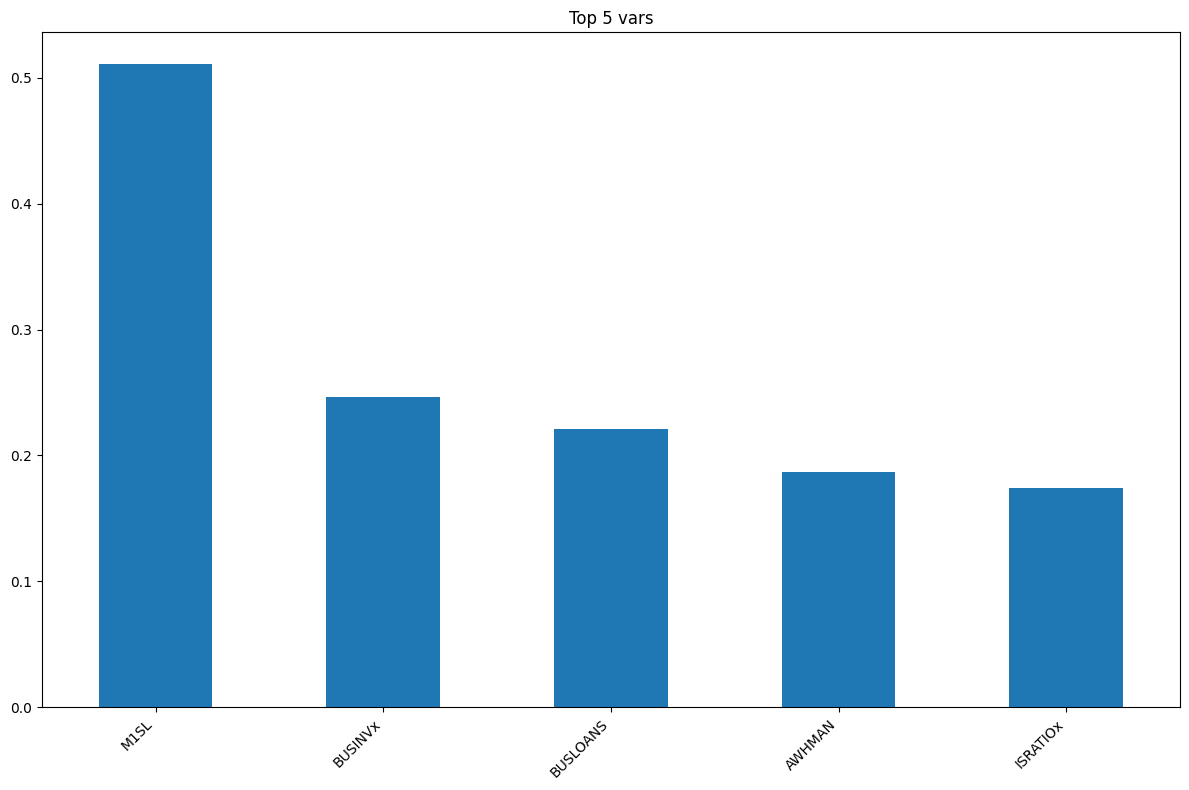 Top 5 vars
0.5
0.4
0.3
0.2
0.1
0.0
M1SL
BUSINVx
BUSLOANS
AWHMAN
ISRATIOx